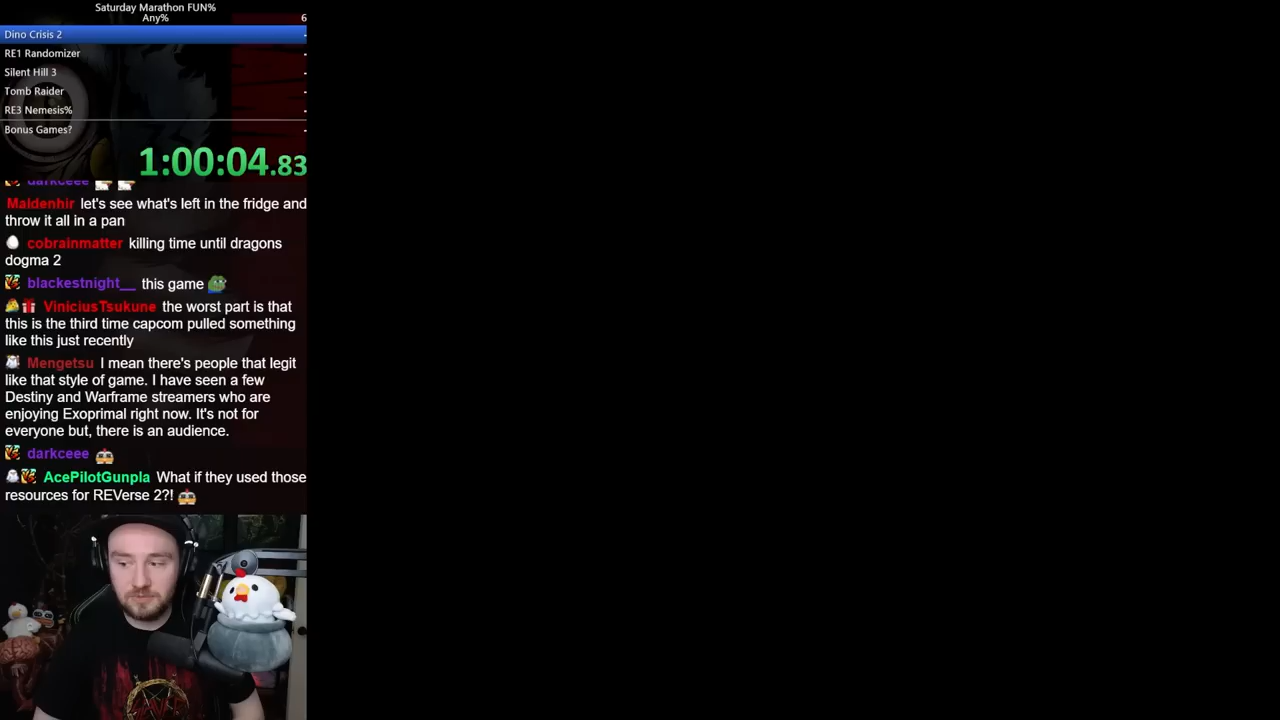 Saturday Marathon FUN%
Any%
6
Dino Crisis 2 -
RE1 Randomizer -
Silent Hill 3 -
Tomb Raider -
RE3 Nemesis% -
Bonus Games? -
1:00:04.83
darkceee
Maldenhir let's see what's left in the fridge and
throw it all in a pan
cobrainmatter killing time until dragons
dogma 2
blackestnight__ this game
ViniciusTsukune the worst part is that
this is the third time capcom pulled something
like this just recently
Mengetsu I mean there's people that legit
like that style of game. I have seen a few
Destiny and Warframe streamers who are
enjoying Exoprimal right now. It's not for
everyone but, there is an audience.
darkceee
AcePilotGunpla What if they used those
resources for REVerse 2?!